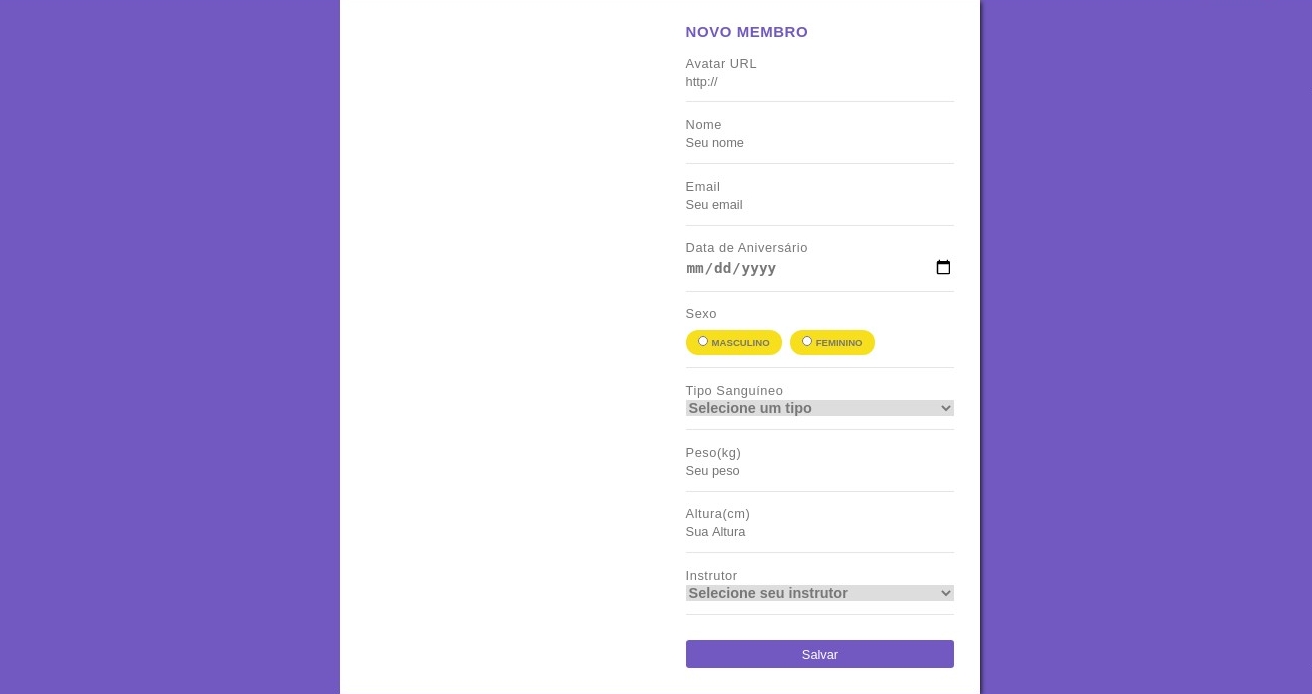 NOVO MEMBRO
Avatar URL
http://
Nome
Seu nome
Email
Seu email
Data de Aniversário
mm/dd/yyyy
Sexo
MASCULINO FEMININO
Tipo Sanguíneo
Selecione um tipo
Peso(kg)
Seu peso
Altura(cm)
Sua Altura
Instrutor
Selecione seu instrutor
Salvar